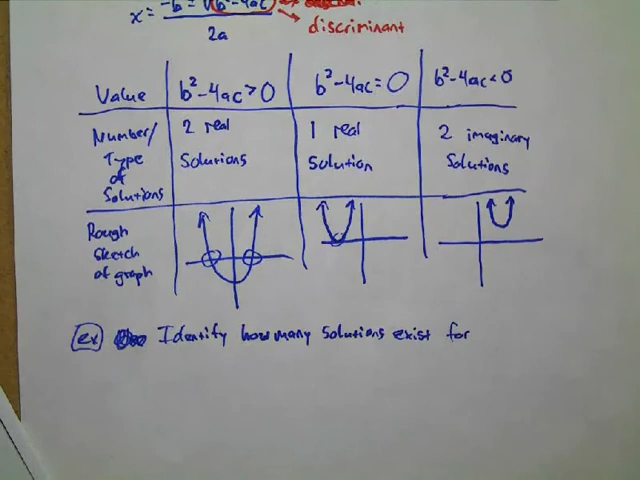 x = -b ± √b²-4ac
2a
discriminant
Value b²-4ac>0 b²-4ac=0 b²-4ac<0
Number/ 2 real 1 real 2 imaginary
Type Solutions Solution Solutions
of
Solutions
Rough
Sketch
of graph
ex Identify how many solutions exist for